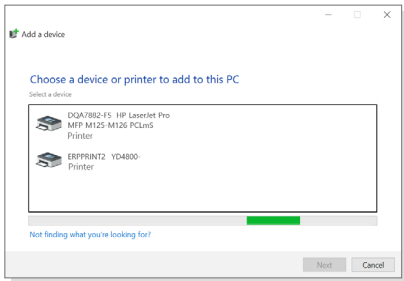 Add a device
Choose a device or printer to add to this PC
Select a device
DQA7882-F5 HP LaserJet Pro
MFP M125-M126 PCLmS
Printer
ERPPRINT2 YD4800-
Printer
Not finding what you're looking for?
Next Cancel